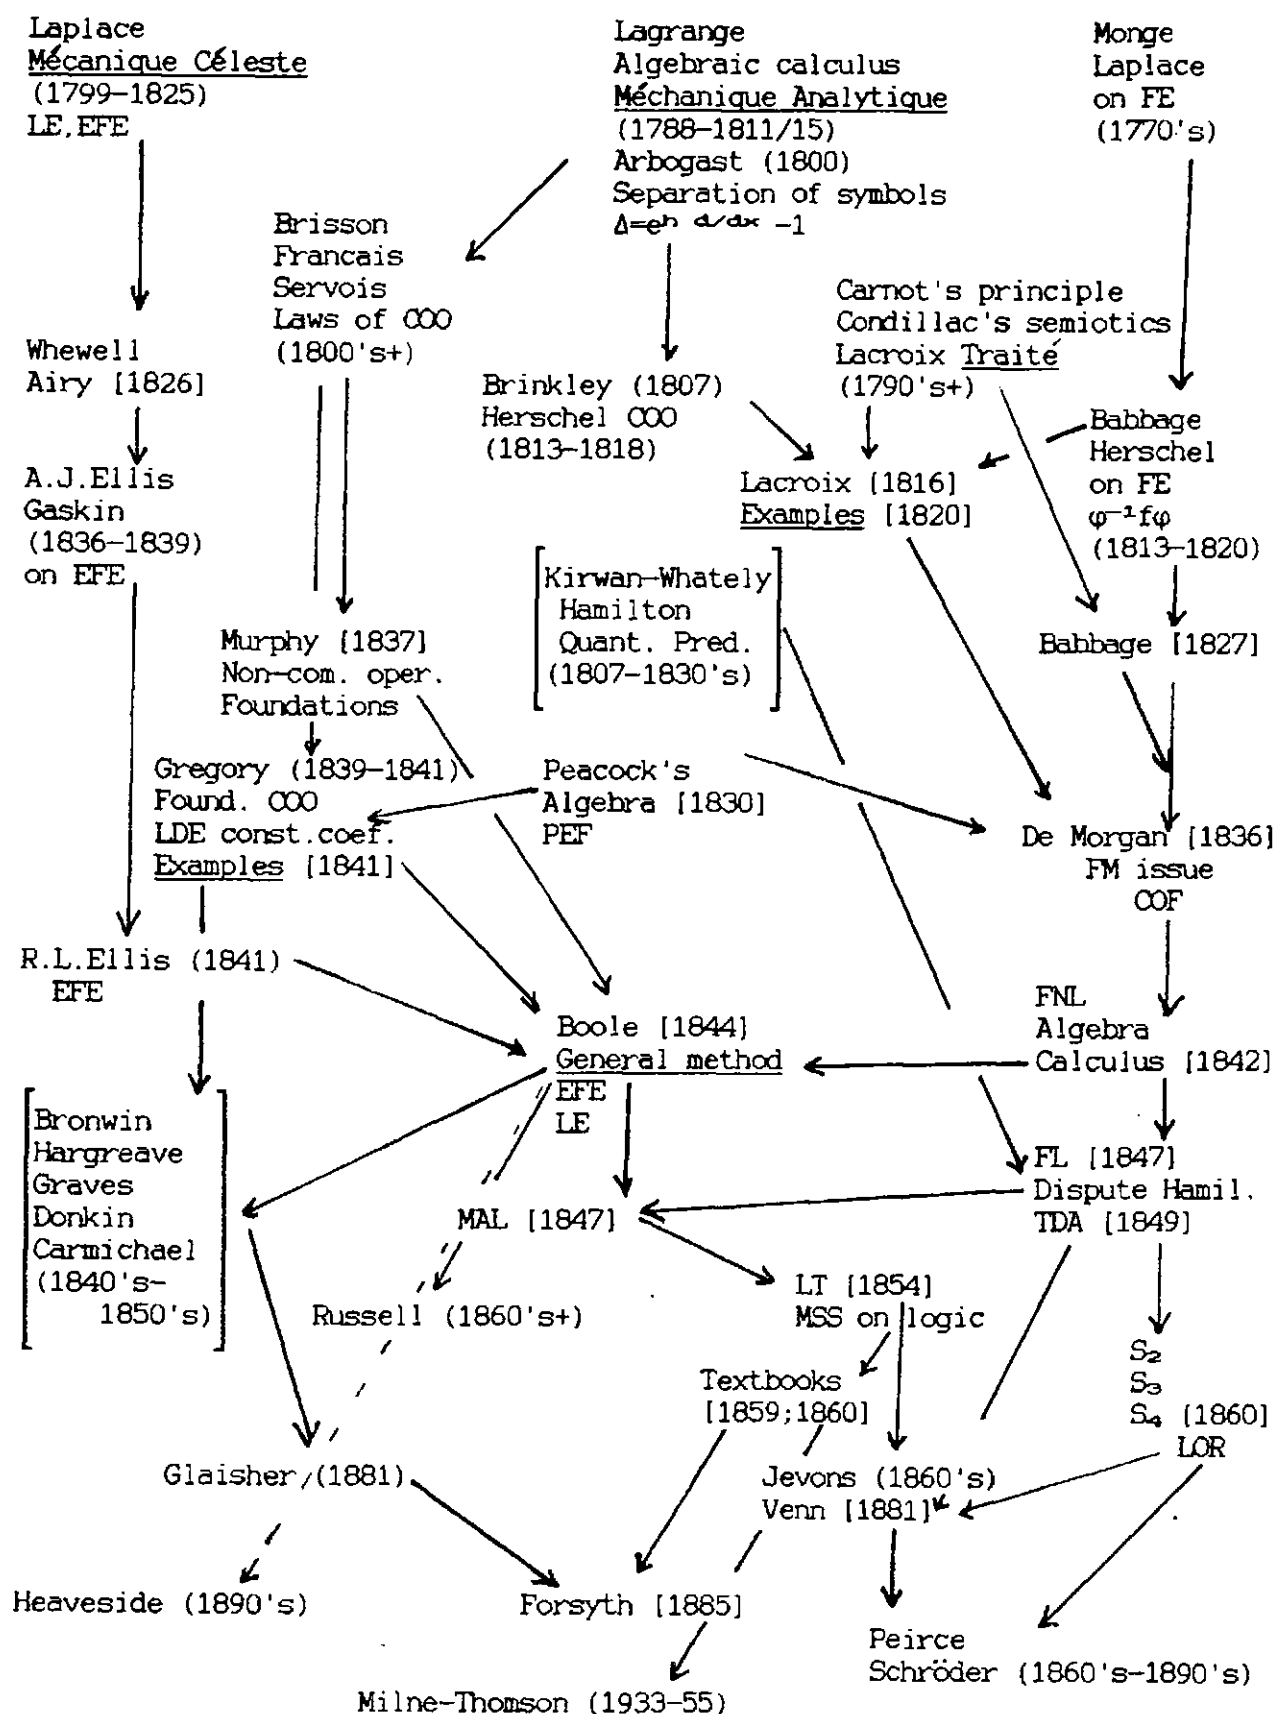 Laplace
Mécanique Céleste
(1799-1825)
LE,EFE
Lagrange
Algebraic calculus
Méchanique Analytique
(1788-1811/15)
Arbogast (1800)
Separation of symbols
Δ=eʰ d/dx -1
Monge
Laplace
on FE
(1770's)
Brisson
Francais
Servois
Laws of COO
(1800's+)
Carnot's principle
Condillac's semiotics
Lacroix Traité
(1790's+)
Whewell
Airy [1826]
Brinkley (1807)
Herschel COO
(1813-1818)
Babbage
Herschel
on FE
φ⁻¹fφ
(1813-1820)
A.J.Ellis
Gaskin
(1836-1839)
on EFE
Lacroix [1816]
Examples [1820]
Kirwan-Whately
Hamilton
Quant. Pred.
(1807-1830's)
Murphy [1837]
Non-com. oper.
Foundations
Babbage [1827]
Gregory (1839-1841)
Found. COO
LDE const.coef.
Examples [1841]
Peacock's
Algebra [1830]
PEF
De Morgan [1836]
FM issue
COF
R.L.Ellis (1841)
EFE
Boole [1844]
General method
EFE
LE
FNL
Algebra
Calculus [1842]
Bronwin
Hargreave
Graves
Donkin
Carmichael
(1840's-
1850's)
MAL [1847]
FL [1847]
Dispute Hamil.
TDA [1849]
Russell (1860's+)
LT [1854]
MSS on logic
S₂
S₃
S₄ [1860]
LOR
Textbooks
[1859;1860]
Glaisher (1881)
Jevons (1860's)
Venn [1881]
Heaveside (1890's)
Forsyth [1885]
Peirce
Schröder (1860's-1890's)
Milne-Thomson (1933-55)